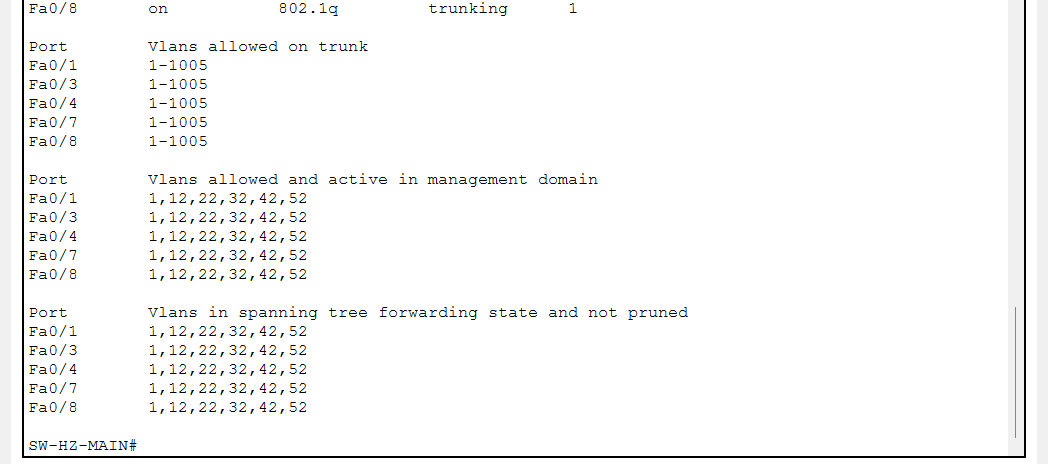 Fa0/8 on 802.1q trunking 1
Port Vlans allowed on trunk
Fa0/1 1-1005
Fa0/3 1-1005
Fa0/4 1-1005
Fa0/7 1-1005
Fa0/8 1-1005
Port Vlans allowed and active in management domain
Fa0/1 1,12,22,32,42,52
Fa0/3 1,12,22,32,42,52
Fa0/4 1,12,22,32,42,52
Fa0/7 1,12,22,32,42,52
Fa0/8 1,12,22,32,42,52
Port Vlans in spanning tree forwarding state and not pruned
Fa0/1 1,12,22,32,42,52
Fa0/3 1,12,22,32,42,52
Fa0/4 1,12,22,32,42,52
Fa0/7 1,12,22,32,42,52
Fa0/8 1,12,22,32,42,52
SW-HZ-MAIN#